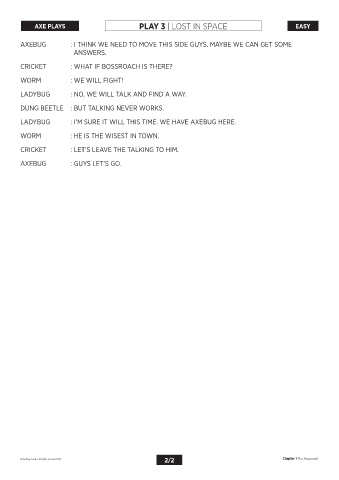 AXE PLAYS
PLAY 3 | LOST IN SPACE
EASY
AXEBUG : I THINK WE NEED TO MOVE THIS SIDE GUYS. MAYBE WE CAN GET SOME
ANSWERS.
CRICKET : WHAT IF BOSSROACH IS THERE?
WORM : WE WILL FIGHT!
LADYBUG : NO, WE WILL TALK AND FIND A WAY.
DUNG BEETLE : BUT TALKING NEVER WORKS.
LADYBUG : I'M SURE IT WILL THIS TIME. WE HAVE AXEBUG HERE.
WORM : HE IS THE WISEST IN TOWN.
CRICKET : LET'S LEAVE THE TALKING TO HIM.
AXEBUG : GUYS LET'S GO.
2/2